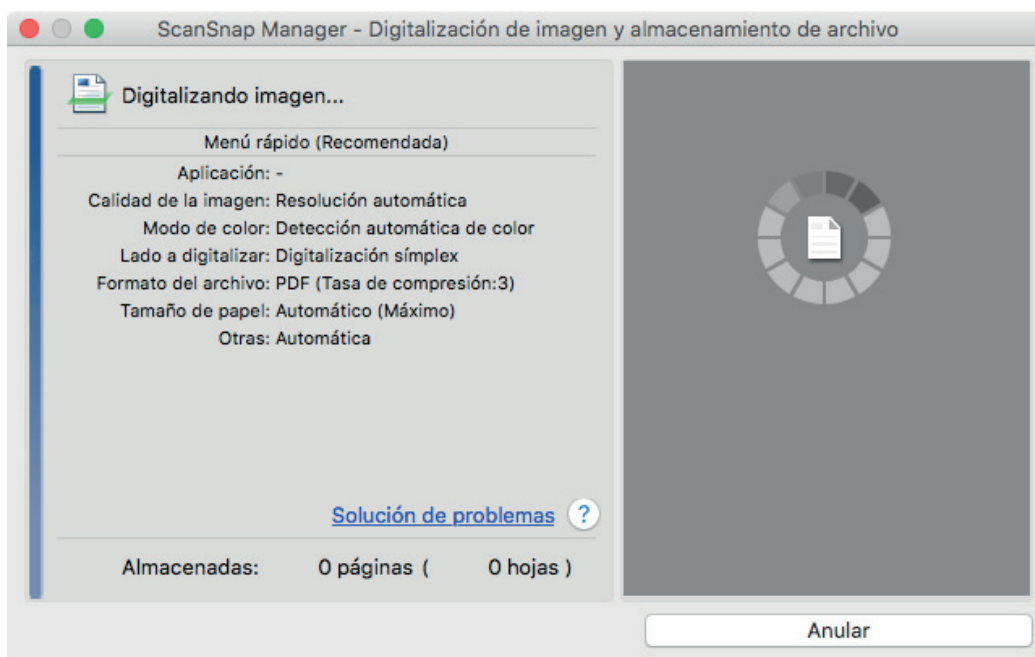 ScanSnap Manager - Digitalización de imagen y almacenamiento de archivo
Digitalizando imagen...
Menú rápido (Recomendada)
Aplicación: -
Calidad de la imagen: Resolución automática
Modo de color: Detección automática de color
Lado a digitalizar: Digitalización símplex
Formato del archivo: PDF (Tasa de compresión:3)
Tamaño de papel: Automático (Máximo)
Otras: Automática
Solución de problemas ?
Almacenadas: 0 páginas ( 0 hojas )
Anular